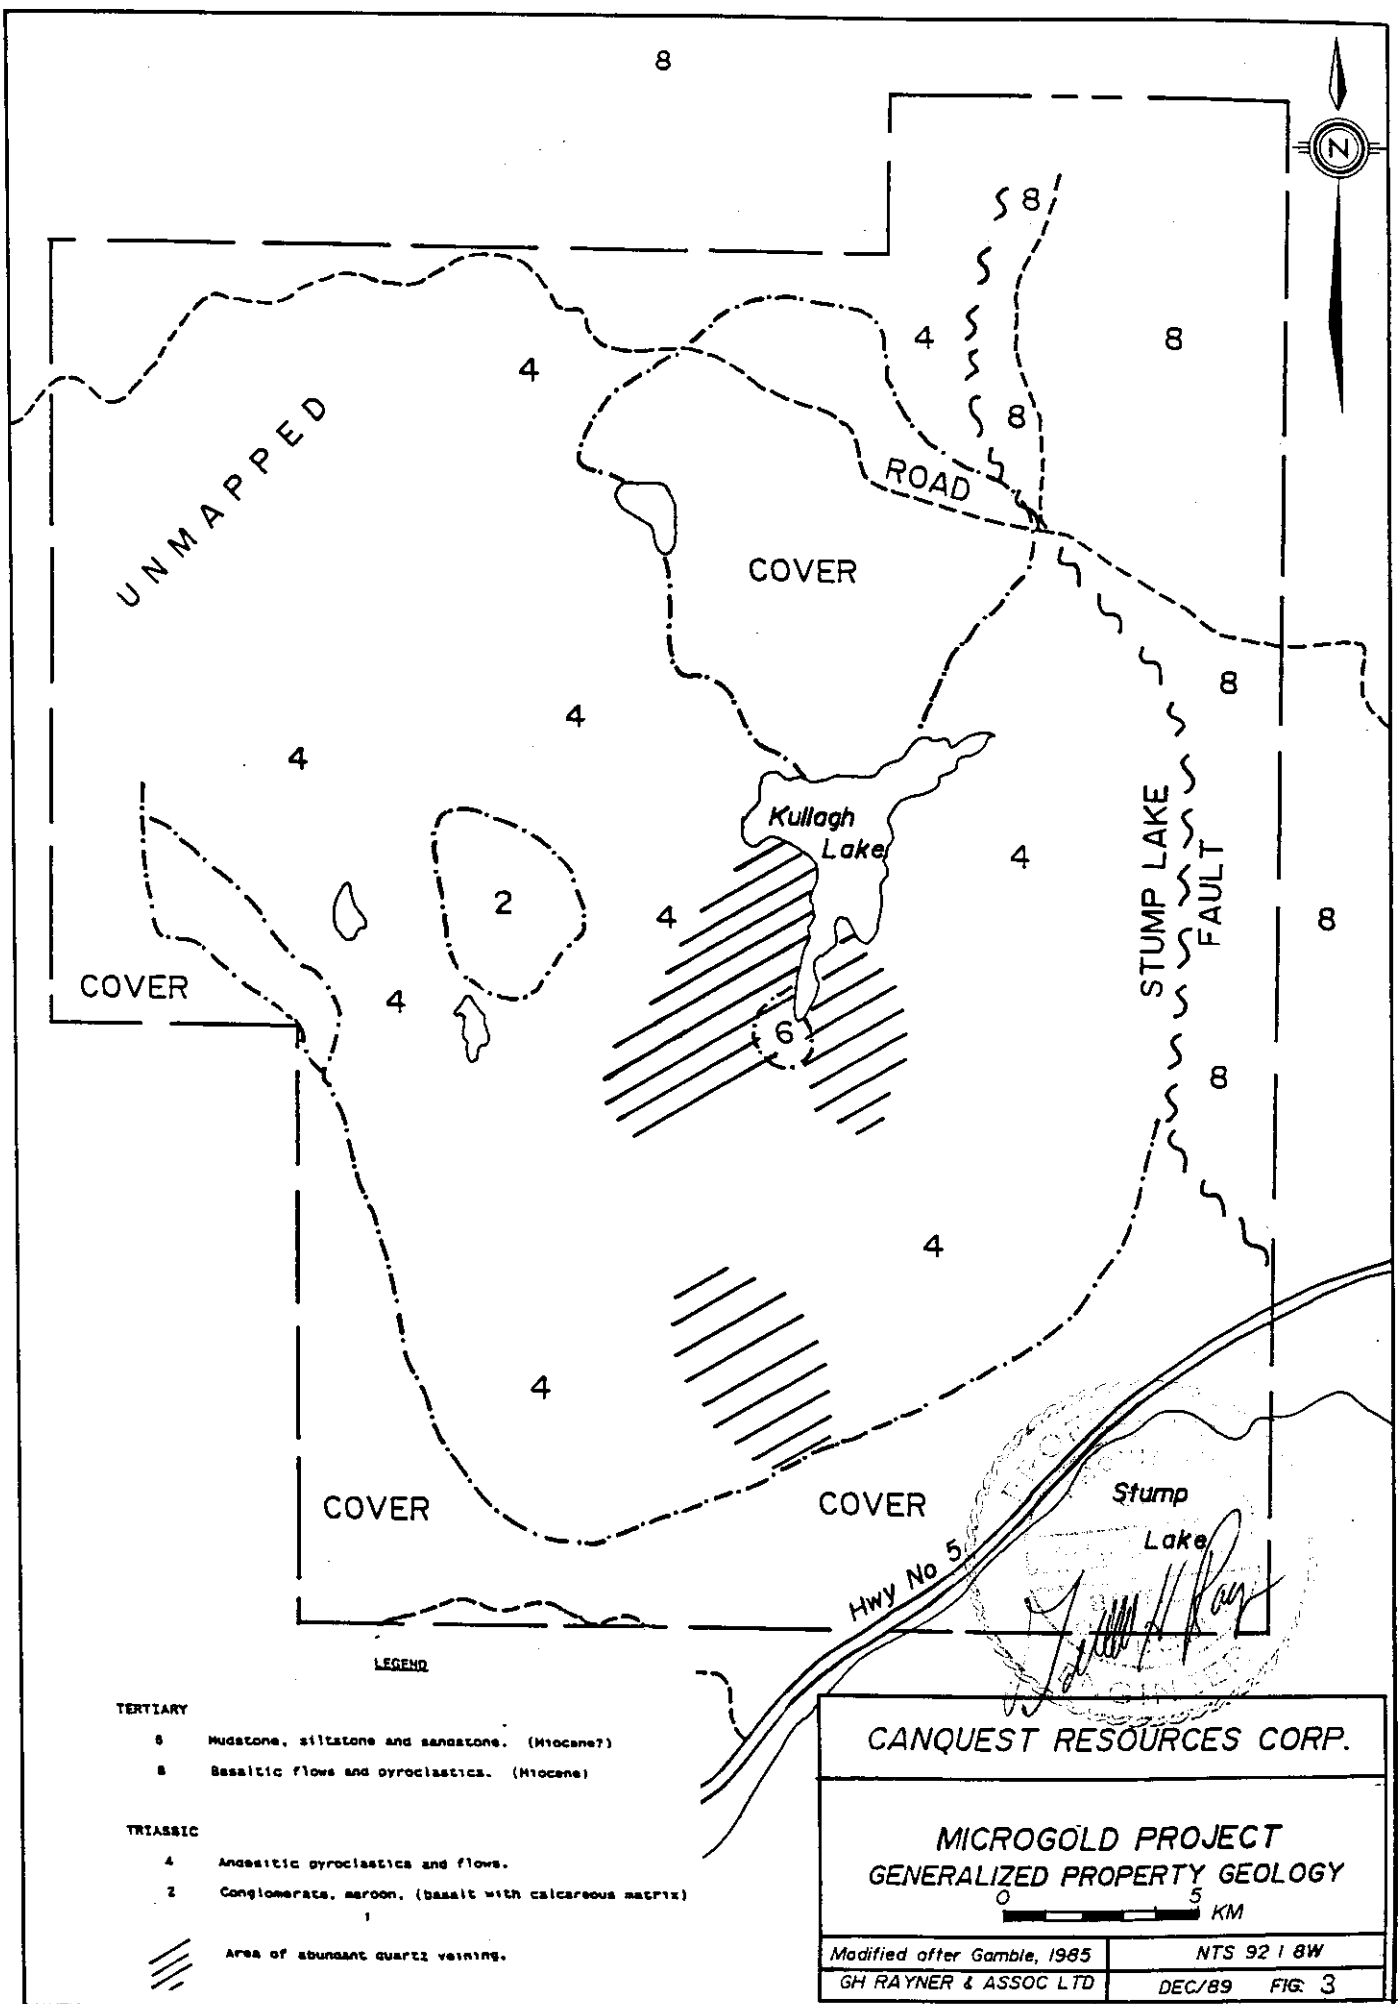 8
N
8
4
8
4
8
UNMAPPED
ROAD
COVER
8
4
4
Kullagh
Lake
4
STUMP LAKE
FAULT
2
4
8
COVER
4
6
8
4
4
COVER
COVER
Stump
Lake
Hwy No 5
LEGEND
TERTIARY
Mudstone, siltstone and sandstone. (Miocene?)
8 Basaltic flows and pyroclastics. (Miocene)
TRIASSIC
4 Andesitic pyroclastics and flows.
2 Conglomerate, maroon, (basalt with calcareous matrix)
Area of abundant quartz veining.
CANQUEST RESOURCES CORP.
MICROGOLD PROJECT
GENERALIZED PROPERTY GEOLOGY
0 5
KM
Modified after Gamble, 1985
NTS 92 I 8W
GH RAYNER & ASSOC LTD
DEC/89 FIG. 3